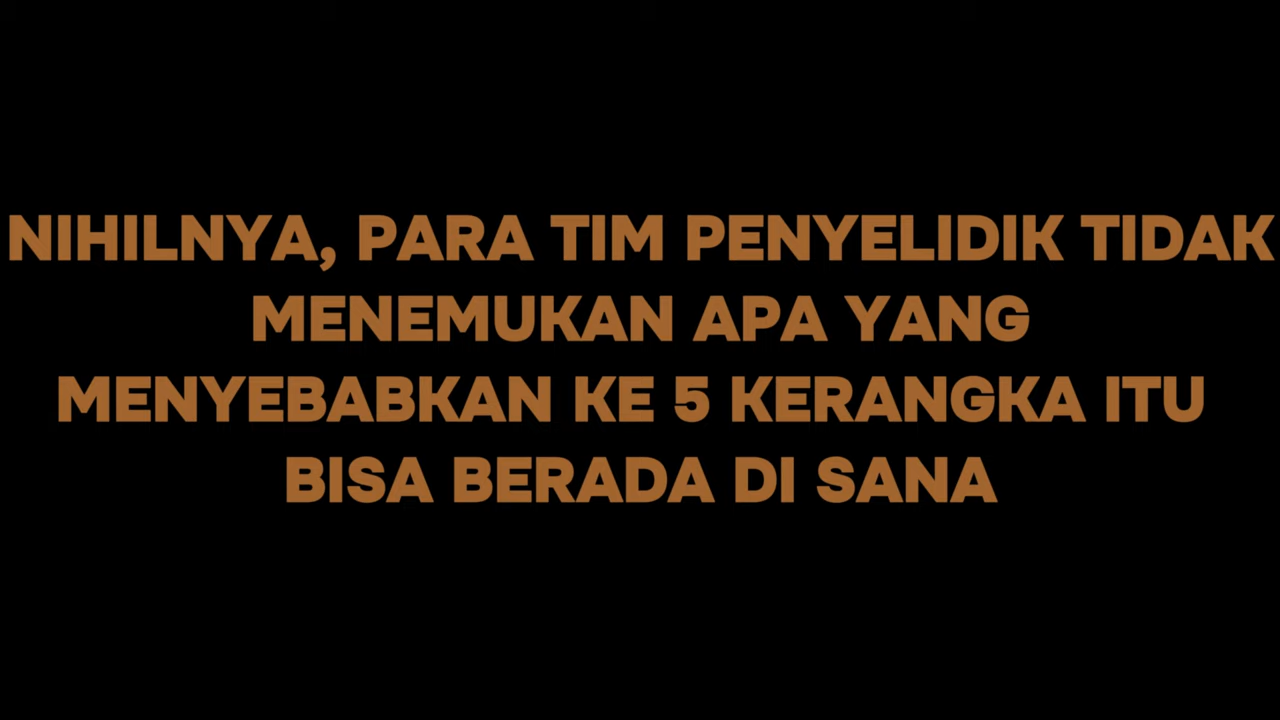 NIHILNYA, PARA TIM PENYELIDIK TIDAK
MENEMUKAN APA YANG
MENYEBABKAN KE 5 KERANGKA ITU
BISA BERADA DI SANA